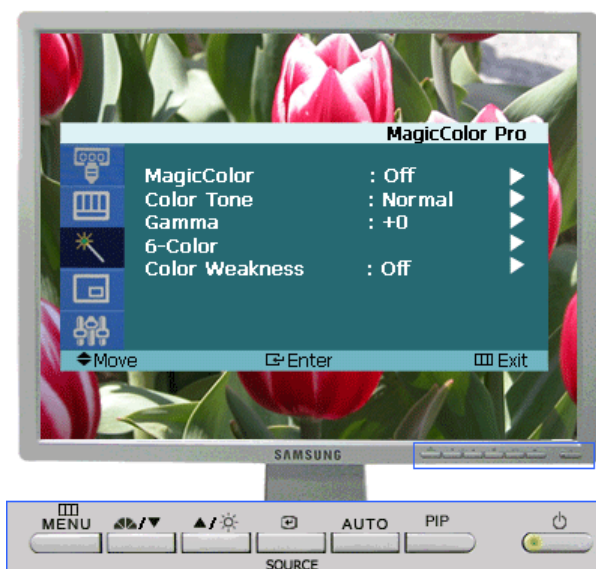 MagicColor Pro
MagicColor : Off
Color Tone : Normal
Gamma : +0
6-Color
Color Weakness : Off
Move Enter Exit
SAMSUNG
MENU / / AUTO PIP
SOURCE